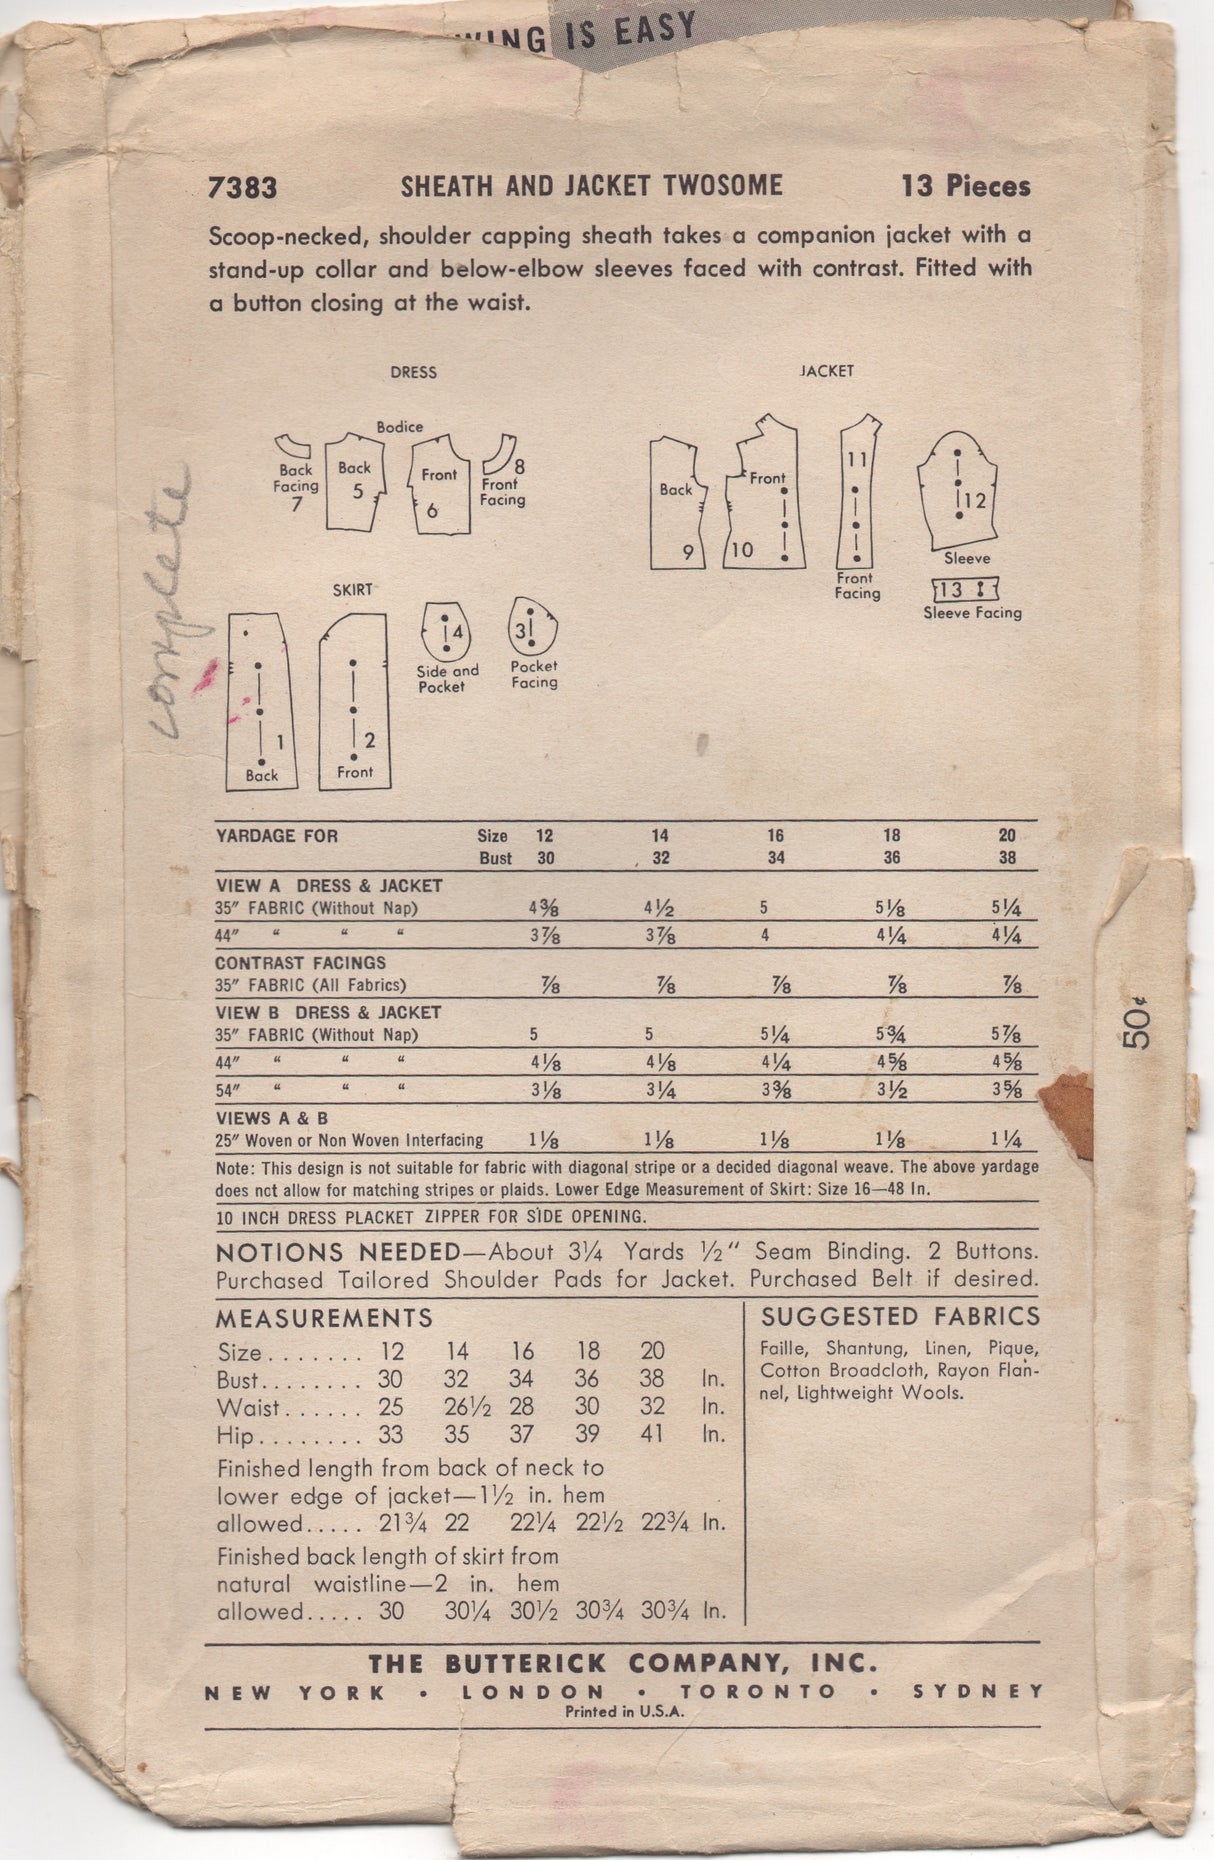 WING IS EASY
7383 SHEATH AND JACKET TWOSOME 13 Pieces
Scoop-necked, shoulder capping sheath takes a companion jacket with a
stand-up collar and below-elbow sleeves faced with contrast. Fitted with
a button closing at the waist.
DRESS
Bodice
Back Facing 7
Back 5
Front 6
8 Front Facing
JACKET
Back 9
Front 10
11 Front Facing
12 Sleeve
13 Sleeve Facing
SKIRT
1 Back
2 Front
4 Side and Pocket
3 Pocket Facing
complete
YARDAGE FOR Size 12 14 16 18 20
Bust 30 32 34 36 38
VIEW A DRESS & JACKET
35" FABRIC (Without Nap) 4⅜ 4½ 5 5⅛ 5¼
44" " " " 3⅞ 3⅞ 4 4¼ 4¼
CONTRAST FACINGS
35" FABRIC (All Fabrics) ⅞ ⅞ ⅞ ⅞ ⅞
VIEW B DRESS & JACKET
35" FABRIC (Without Nap) 5 5 5¼ 5¾ 5⅞
44" " " " 4⅛ 4⅛ 4¼ 4⅝ 4⅝
54" " " " 3⅛ 3¼ 3⅜ 3½ 3⅝
VIEWS A & B
25" Woven or Non Woven Interfacing 1⅛ 1⅛ 1⅛ 1⅛ 1¼
Note: This design is not suitable for fabric with diagonal stripe or a decided diagonal weave. The above yardage
does not allow for matching stripes or plaids. Lower Edge Measurement of Skirt: Size 16—48 In.
10 INCH DRESS PLACKET ZIPPER FOR SIDE OPENING.
NOTIONS NEEDED—About 3¼ Yards ½" Seam Binding. 2 Buttons.
Purchased Tailored Shoulder Pads for Jacket. Purchased Belt if desired.
MEASUREMENTS
Size........ 12 14 16 18 20
Bust........ 30 32 34 36 38 In.
Waist...... 25 26½ 28 30 32 In.
Hip........ 33 35 37 39 41 In.
Finished length from back of neck to
lower edge of jacket—1½ in. hem
allowed..... 21¾ 22 22¼ 22½ 22¾ In.
Finished back length of skirt from
natural waistline—2 in. hem
allowed..... 30 30¼ 30½ 30¾ 30¾ In.
SUGGESTED FABRICS
Faille, Shantung, Linen, Pique,
Cotton Broadcloth, Rayon Flan-
nel, Lightweight Wools.
50¢
THE BUTTERICK COMPANY, INC.
NEW YORK • LONDON • TORONTO • SYDNEY
Printed in U.S.A.